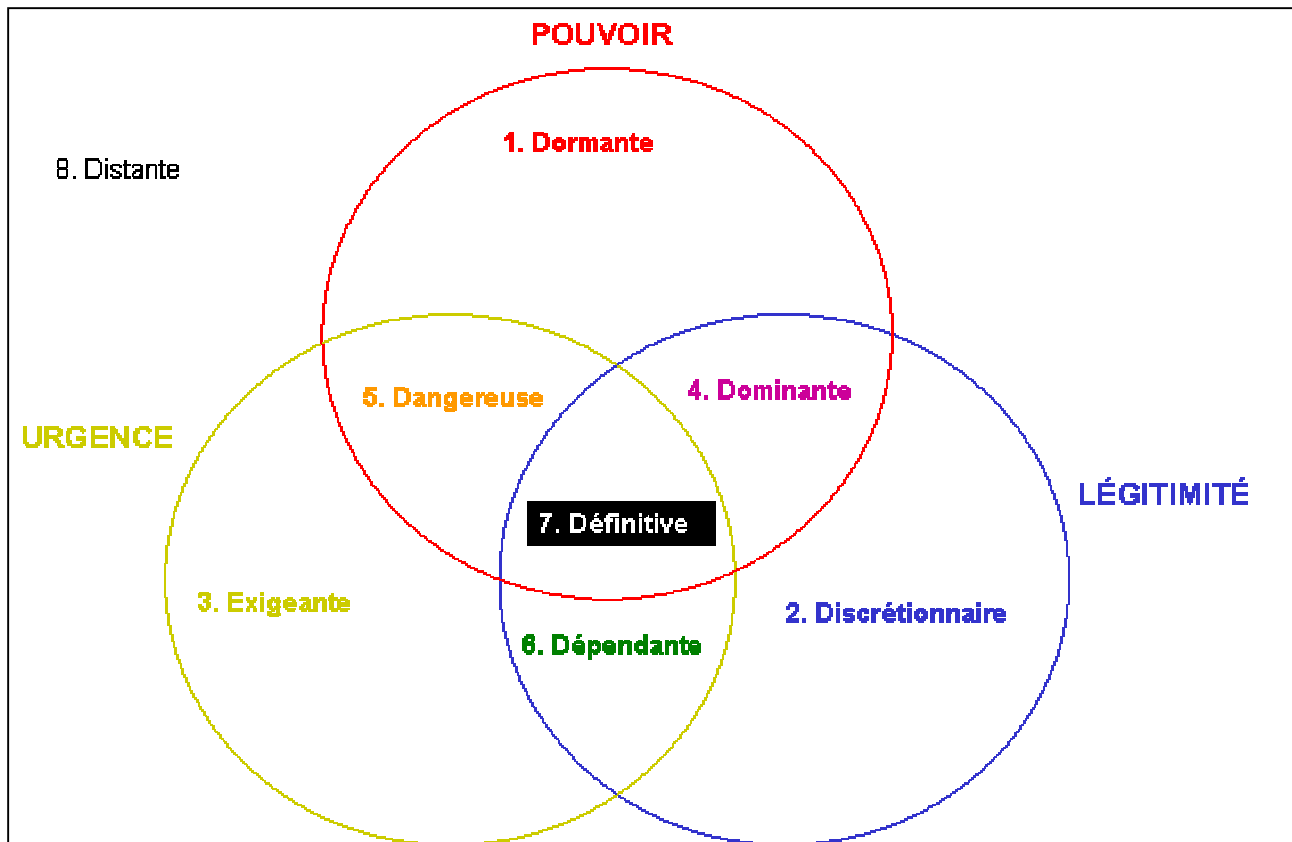 POUVOIR
1. Dormante
8. Distante
5. Dangereuse
4. Dominante
URGENCE
LÉGITIMITÉ
7. Définitive
3. Exigeante
2. Discrétionnaire
6. Dépendante